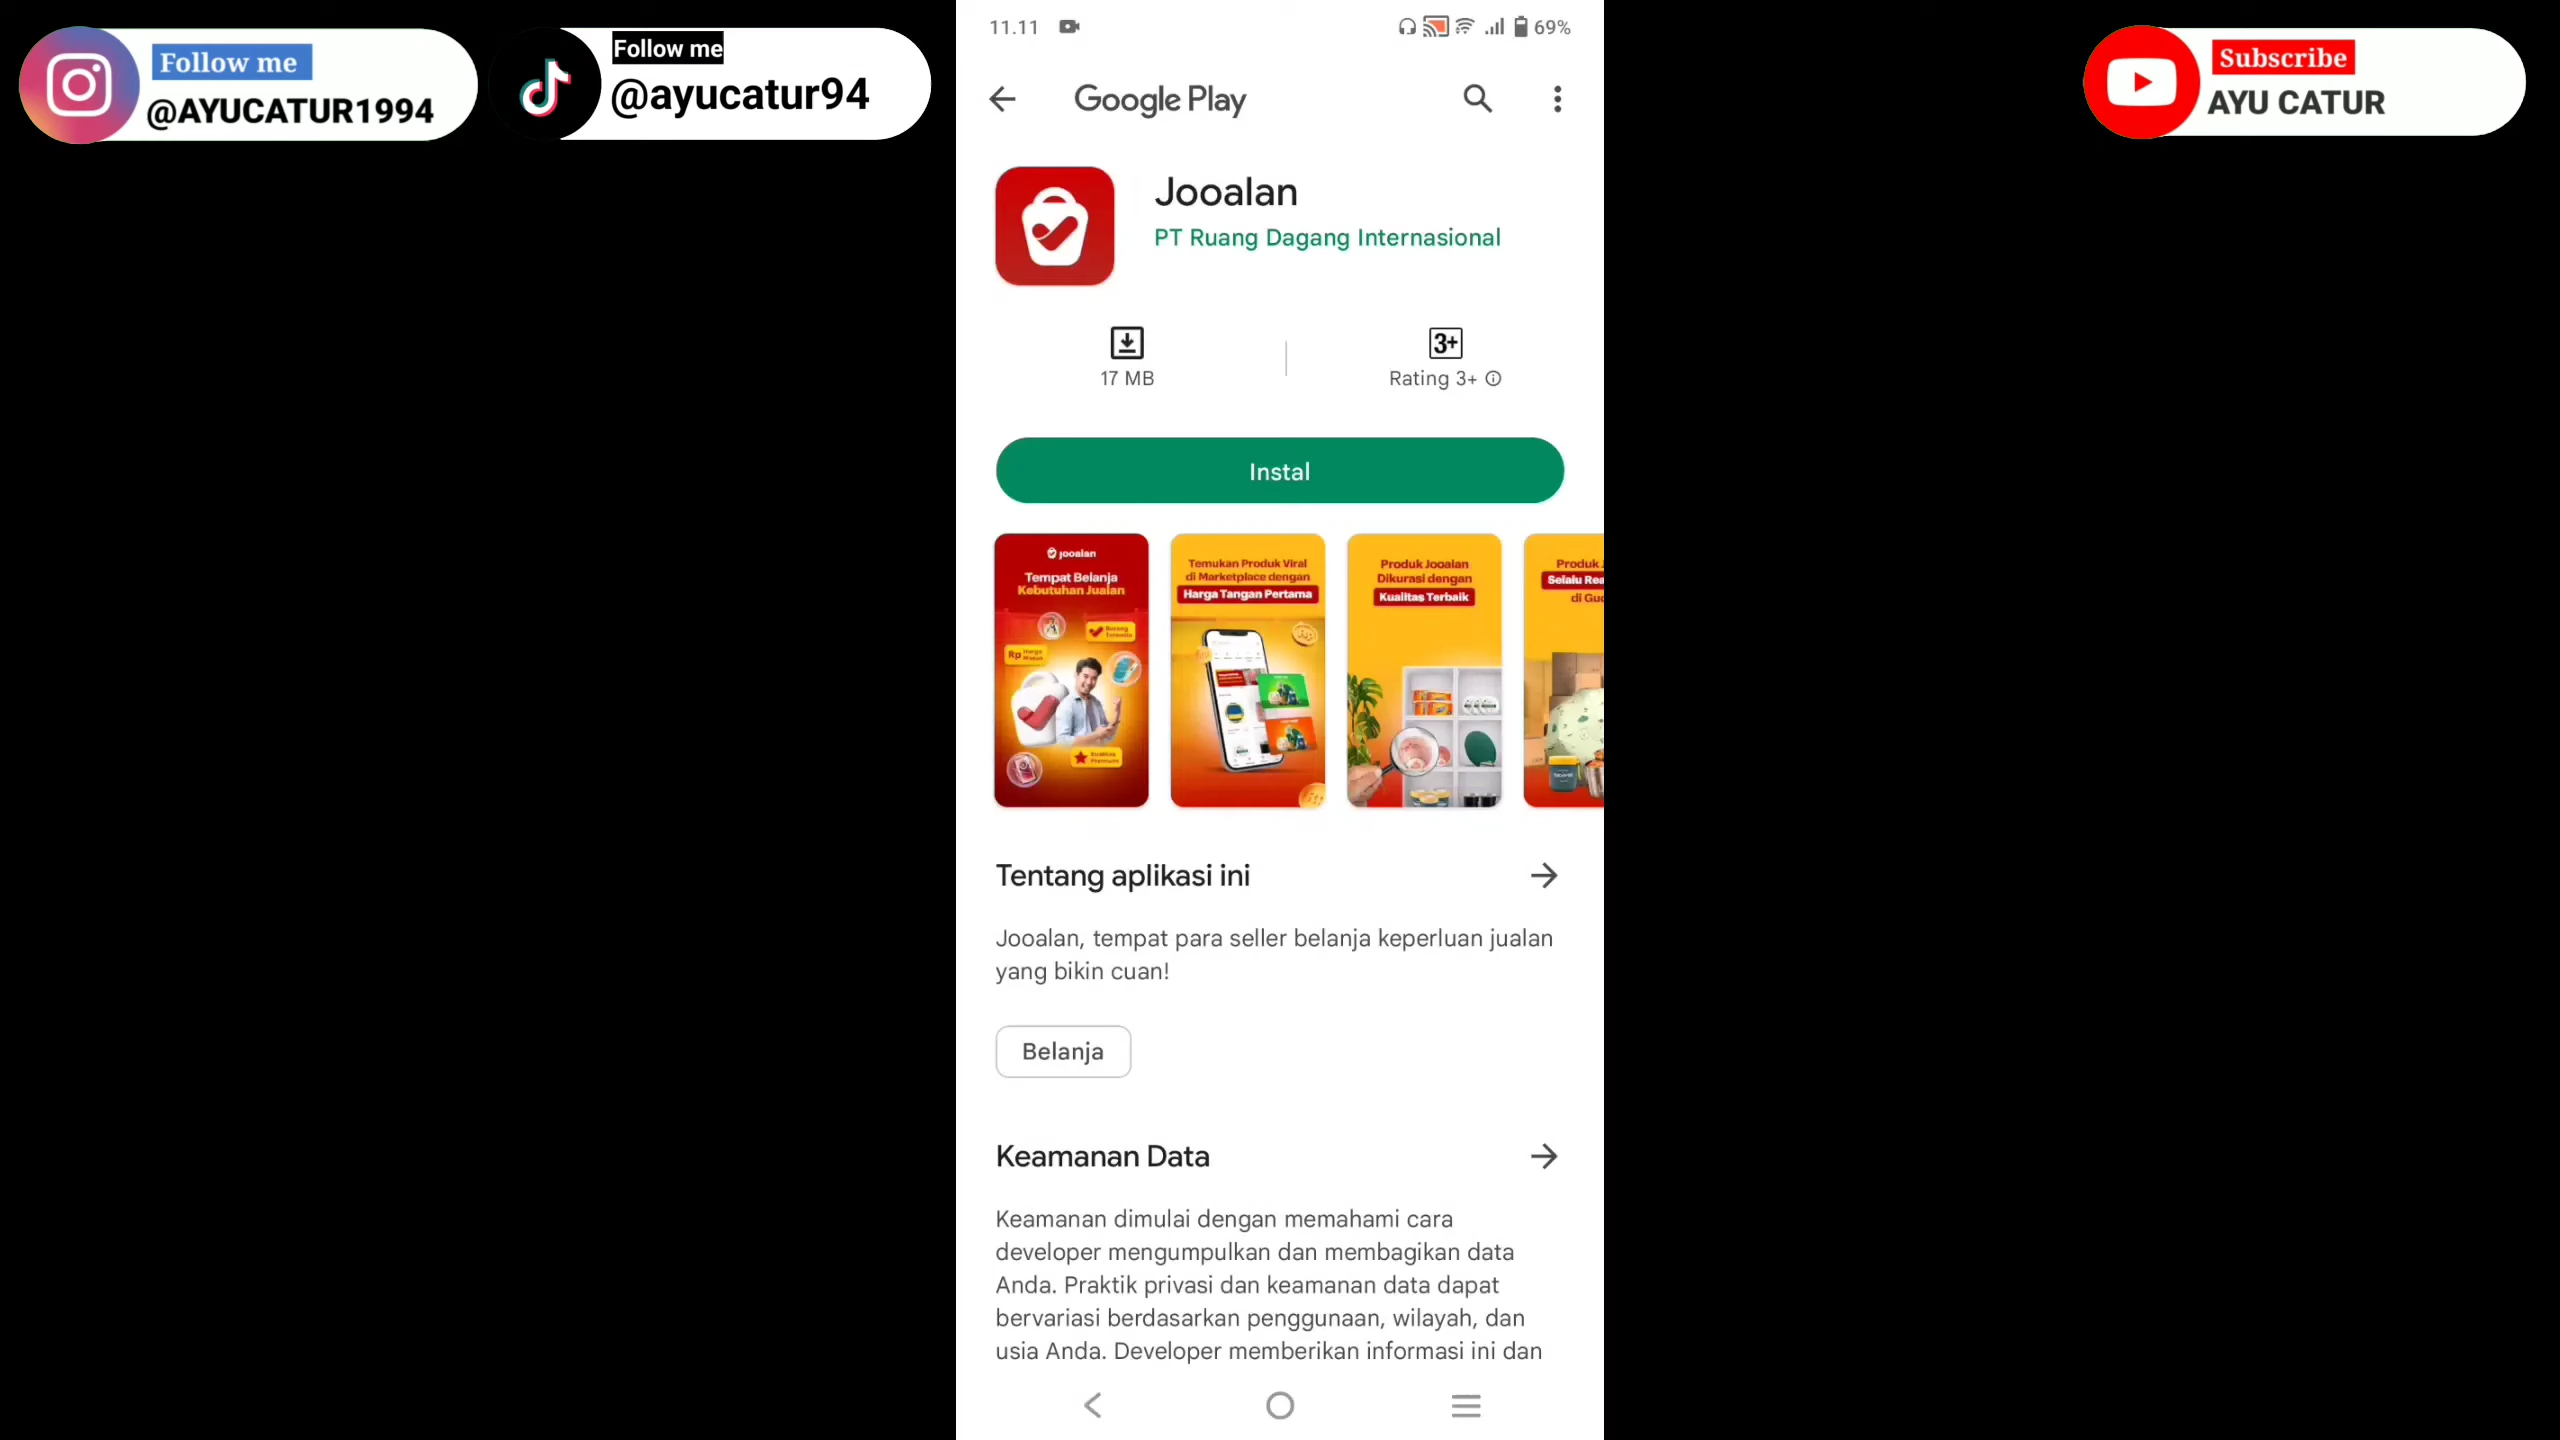 Follow me
@AYUCATUR1994
Follow me
@ayucatur94
Subscribe
AYU CATUR
11.11
69%
Google Play
Jooalan
PT Ruang Dagang Internasional
17 MB
3+
Rating 3+
Instal
jooalan
Tempat Belanja
Kebutuhan Jualan
Rp
Temukan Produk Viral
di Marketplace dengan
Harga Tangan Pertama
Produk Jooalan
Dikurasi dengan
Kualitas Terbaik
Produk
Selalu
Tentang aplikasi ini
Jooalan, tempat para seller belanja keperluan jualan
yang bikin cuan!
Belanja
Keamanan Data
Keamanan dimulai dengan memahami cara
developer mengumpulkan dan membagikan data
Anda. Praktik privasi dan keamanan data dapat
bervariasi berdasarkan penggunaan, wilayah, dan
usia Anda. Developer memberikan informasi ini dan